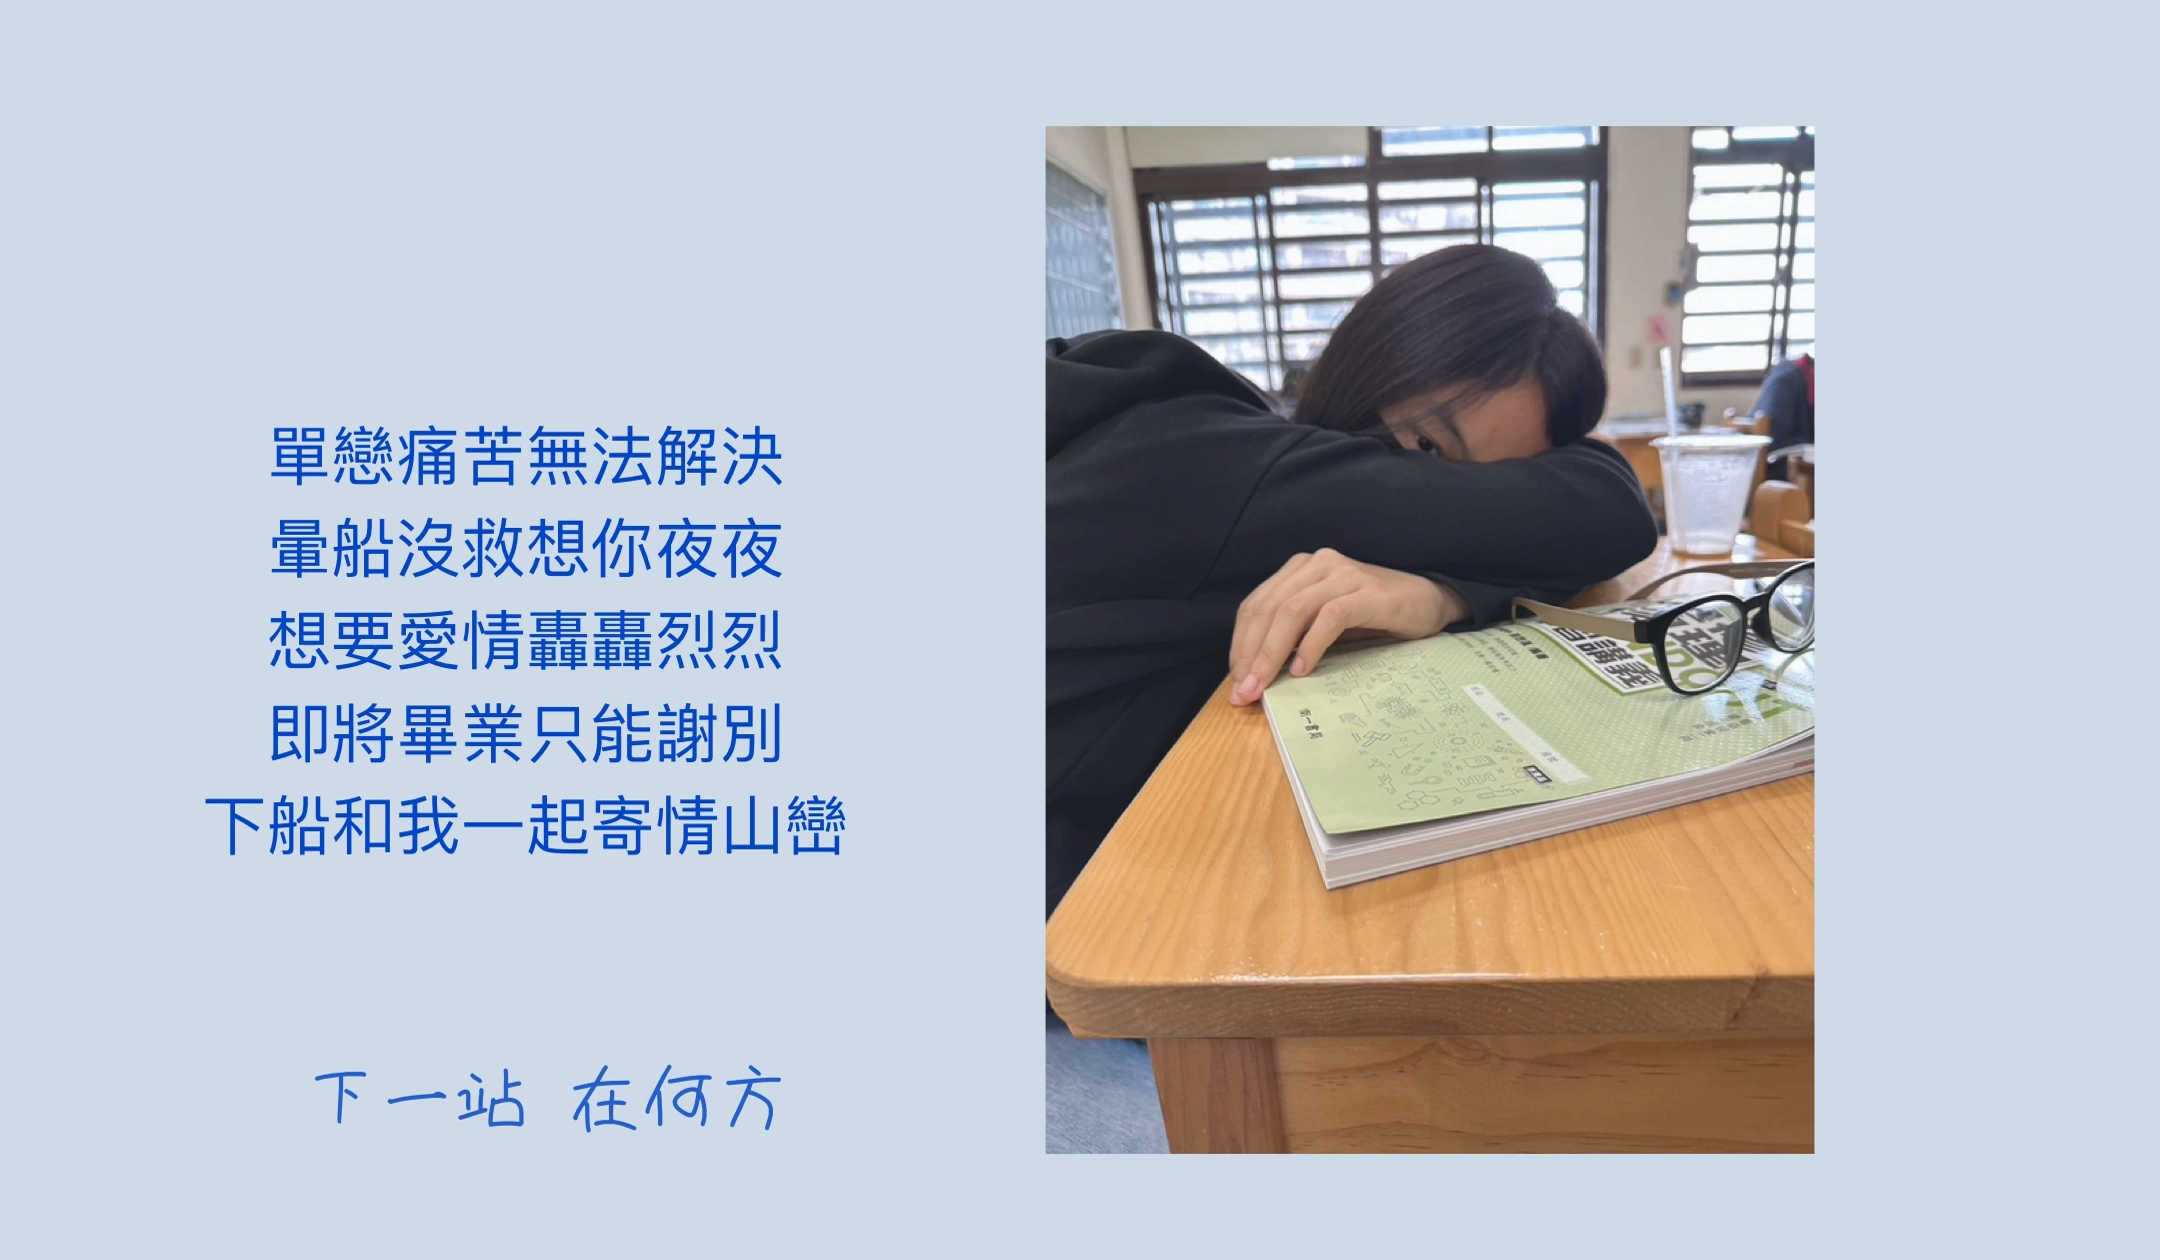 單戀痛苦無法解決
暈船沒救想你夜夜
想要愛情轟轟烈烈
即將畢業只能謝別
下船和我一起寄情山巒
下一站 在何方
講義